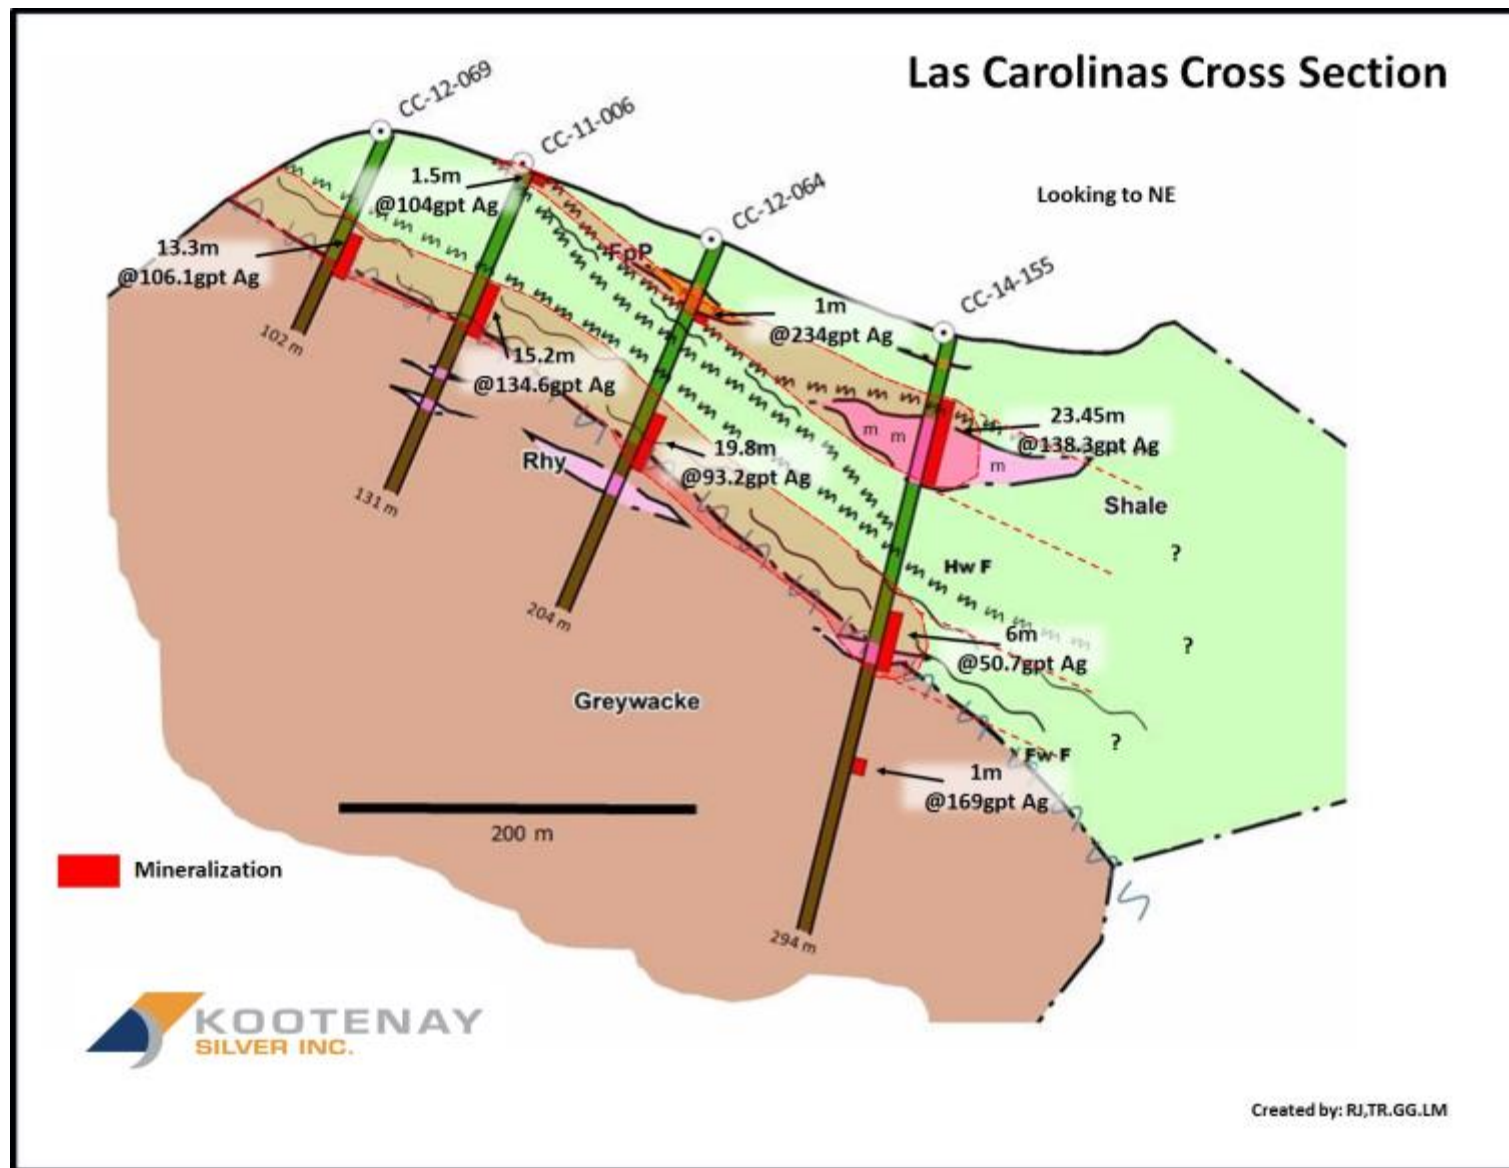 Las Carolinas Cross Section
Looking to NE
CC-12-069
CC-11-006
CC-12-064
CC-14-155
1.5m
@104gpt Ag
13.3m
@106.1gpt Ag
FpP
1m
@234gpt Ag
102 m
15.2m
@134.6gpt Ag
23.45m
@138.3gpt Ag
m
m
m
Rhy
19.8m
@93.2gpt Ag
131 m
Shale
?
Hw F
204 m
6m
@50.7gpt Ag
?
Greywacke
?
Fw F
1m
@169gpt Ag
200 m
Mineralization
294 m
KOOTENAY
SILVER INC.
Created by: RJ,TR.GG.LM